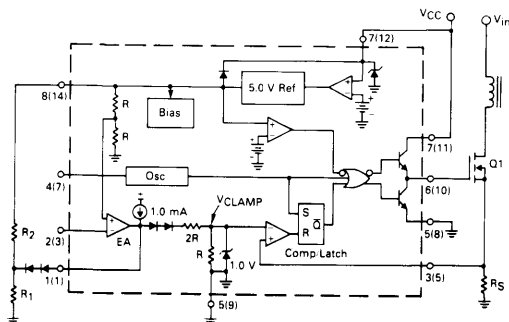 VCC
Vin
7(12)
8(14)
R
Bias
5.0 V Ref
+
-
R
+
-
7(11)
Q1
4(7)
Osc
6(10)
VCLAMP
+
1.0 mA
S
Q̅
R
R2
2(3)
+
-
EA
2R
-
+
5(8)
R
1.0 V
Comp/Latch
1(1)
3(5)
R1
5(9)
RS